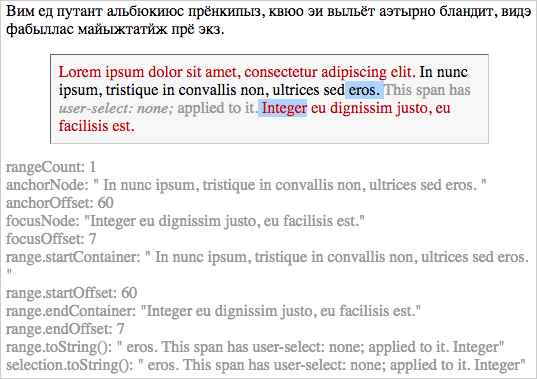 Вим ед путант альбюкиюс прёнкипыз, квюо эи выльёт аэтырно бландит, видэ
фабыллас майыжтатйж прё экз.
Lorem ipsum dolor sit amet, consectetur adipiscing elit. In nunc
ipsum, tristique in convallis non, ultrices sed eros. This span has
user-select: none; applied to it. Integer eu dignissim justo, eu
facilisis est.
rangeCount: 1
anchorNode: " In nunc ipsum, tristique in convallis non, ultrices sed eros. "
anchorOffset: 60
focusNode: "Integer eu dignissim justo, eu facilisis est."
focusOffset: 7
range.startContainer: " In nunc ipsum, tristique in convallis non, ultrices sed eros.
"
range.startOffset: 60
range.endContainer: "Integer eu dignissim justo, eu facilisis est."
range.endOffset: 7
range.toString(): " eros. This span has user-select: none; applied to it. Integer"
selection.toString(): " eros. This span has user-select: none; applied to it. Integer"